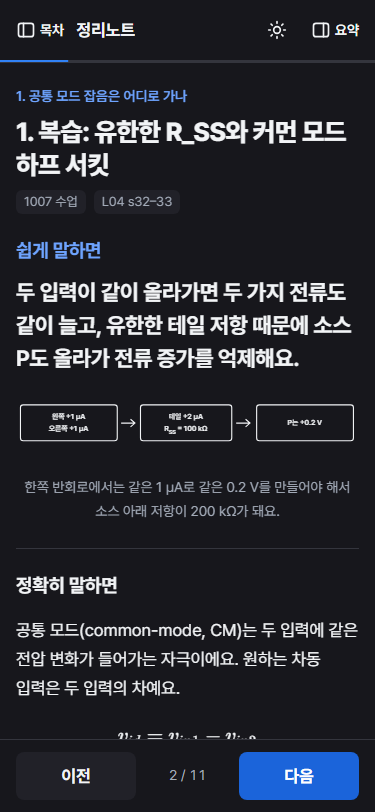 목차 정리노트 요약
1. 공통 모드 잡음은 어디로 가나
1. 복습: 유한한 R_SS와 커먼 모드
하프 서킷
1007 수업 L04 s32–33
쉽게 말하면
두 입력이 같이 올라가면 두 가지 전류도
같이 늘고, 유한한 테일 저항 때문에 소스
P도 올라가 전류 증가를 억제해요.
왼쪽 +1 μA
오른쪽 +1 μA
테일 +2 μA
R_SS = 100 kΩ
P는 +0.2 V
한쪽 반회로에서는 같은 1 μA로 같은 0.2 V를 만들어야 해서
소스 아래 저항이 200 kΩ가 돼요.
정확히 말하면
공통 모드(common-mode, CM)는 두 입력에 같은
전압 변화가 들어가는 자극이에요. 원하는 차동
입력은 두 입력의 차예요.
이전 2 / 11 다음